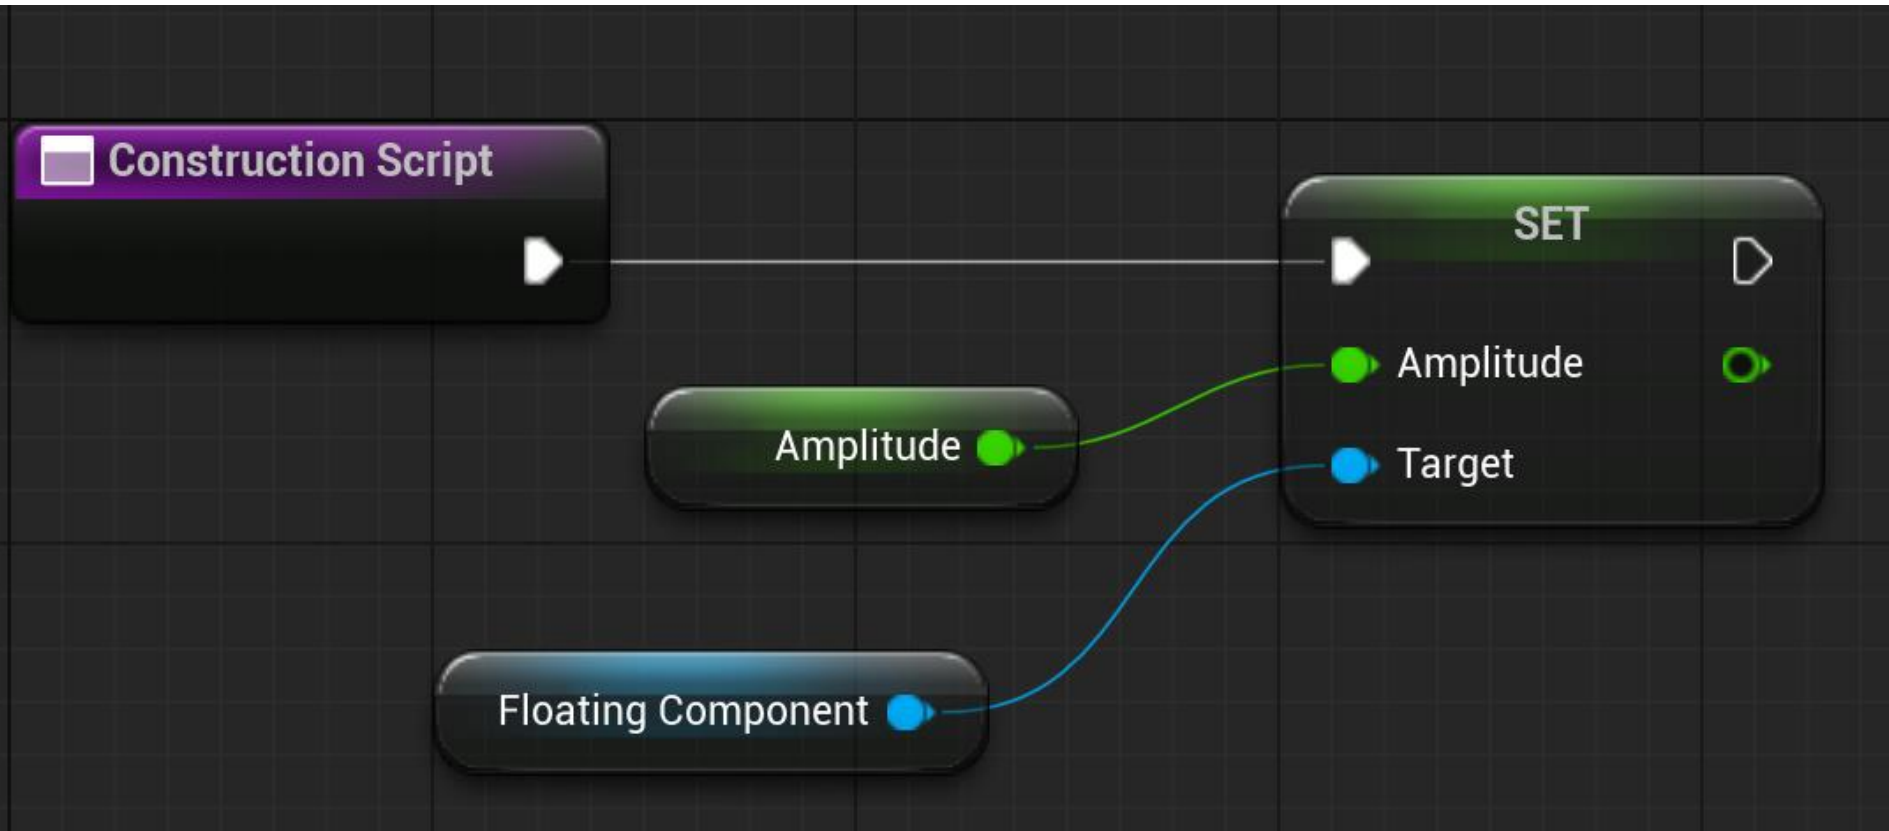 Construction Script
SET
Amplitude
Amplitude
Target
Floating Component